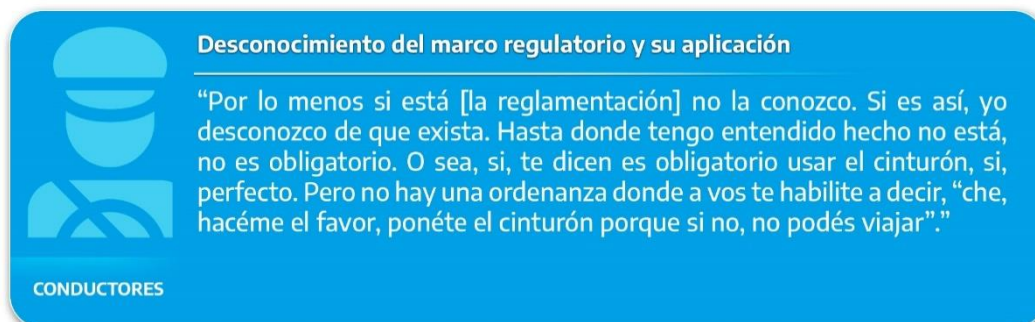 Desconocimiento del marco regulatorio y su aplicación
“Por lo menos si está [la reglamentación] no la conozco. Si es así, yo
desconozco de que exista. Hasta donde tengo entendido hecho no está,
no es obligatorio. O sea, si, te dicen es obligatorio usar el cinturón, si,
perfecto. Pero no hay una ordenanza donde a vos te habilite a decir, “che,
hacéme el favor, ponéte el cinturón porque si no, no podés viajar”.”
CONDUCTORES